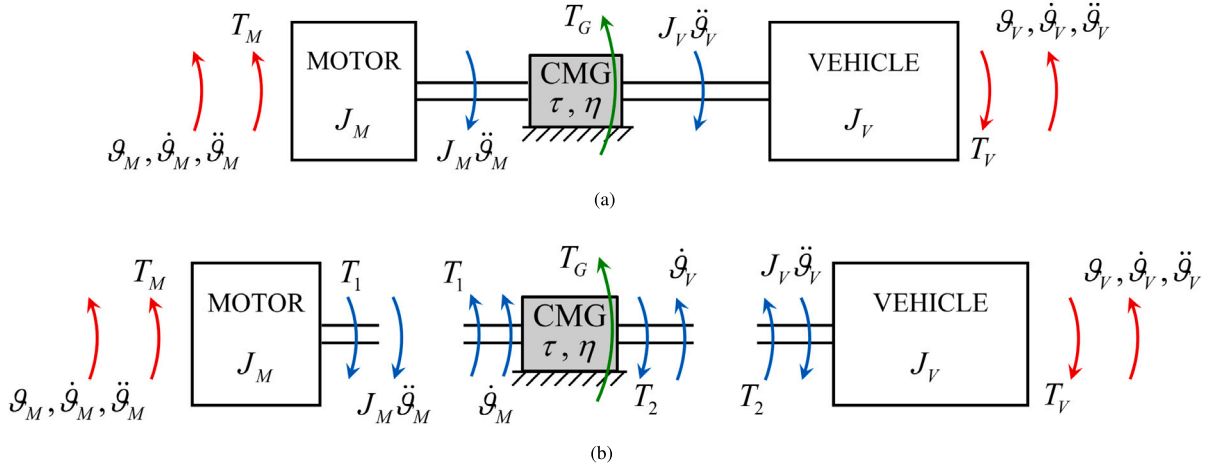 T_M T_G J_V ϑ̈_V ϑ_V, ϑ̇_V, ϑ̈_V
MOTOR CMG VEHICLE
J_M τ, η J_V
ϑ_M, ϑ̇_M, ϑ̈_M J_M ϑ̈_M T_V
(a)
T_M T_1 T_1 T_G ϑ̇_V J_V ϑ̈_V ϑ_V, ϑ̇_V, ϑ̈_V
MOTOR CMG VEHICLE
J_M τ, η J_V
ϑ_M, ϑ̇_M, ϑ̈_M J_M ϑ̈_M ϑ̇_M T_2 T_2 T_V
(b)